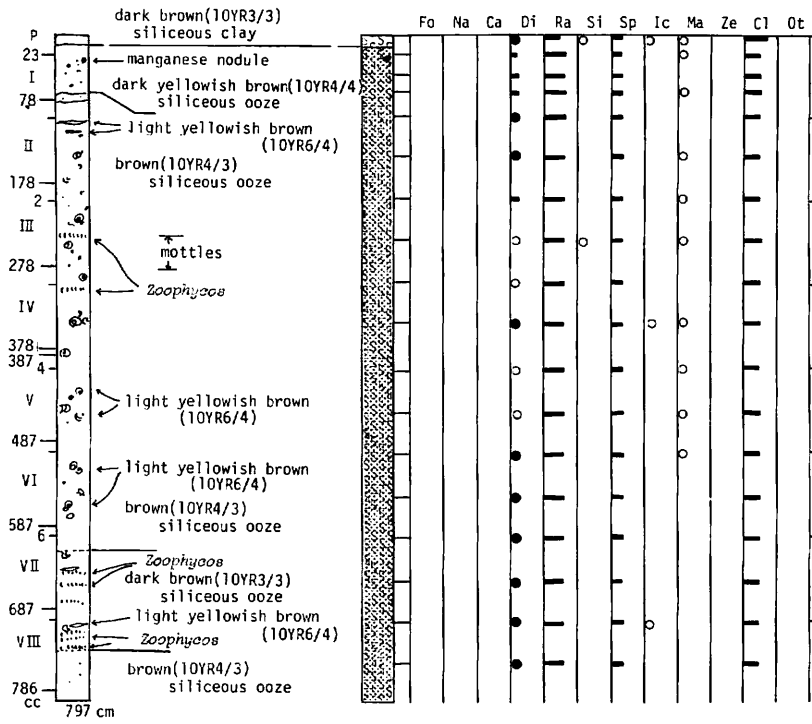 dark brown(10YR3/3)
siliceous clay
P
Fo Na Ca Di Ra Si Sp Ic Ma Ze Cl Ot
23
manganese nodule
I
dark yellowish brown(10YR4/4)
siliceous ooze
78
light yellowish brown
(10YR6/4)
II
brown(10YR4/3)
siliceous ooze
178
2
III
mottles
278
Zoophycos
IV
378
387
4
V
light yellowish brown
(10YR6/4)
487
VI
light yellowish brown
(10YR6/4)
brown(10YR4/3)
siliceous ooze
587
6
Zoophycos
VII
dark brown(10YR3/3)
siliceous ooze
687
light yellowish brown
(10YR6/4)
VIII
Zoophycos
brown(10YR4/3)
siliceous ooze
786
cc
797 cm